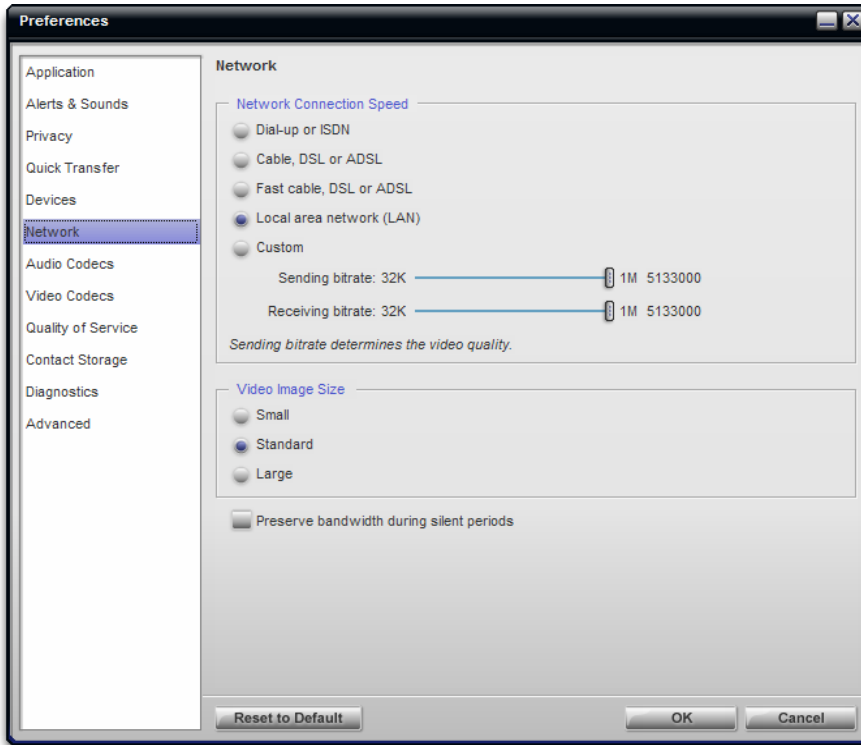 Preferences
Application
Alerts & Sounds
Privacy
Quick Transfer
Devices
Network
Audio Codecs
Video Codecs
Quality of Service
Contact Storage
Diagnostics
Advanced
Network
Network Connection Speed
Dial-up or ISDN
Cable, DSL or ADSL
Fast cable, DSL or ADSL
Local area network (LAN)
Custom
Sending bitrate: 32K 1M 5133000
Receiving bitrate: 32K 1M 5133000
Sending bitrate determines the video quality.
Video Image Size
Small
Standard
Large
Preserve bandwidth during silent periods
Reset to Default OK Cancel